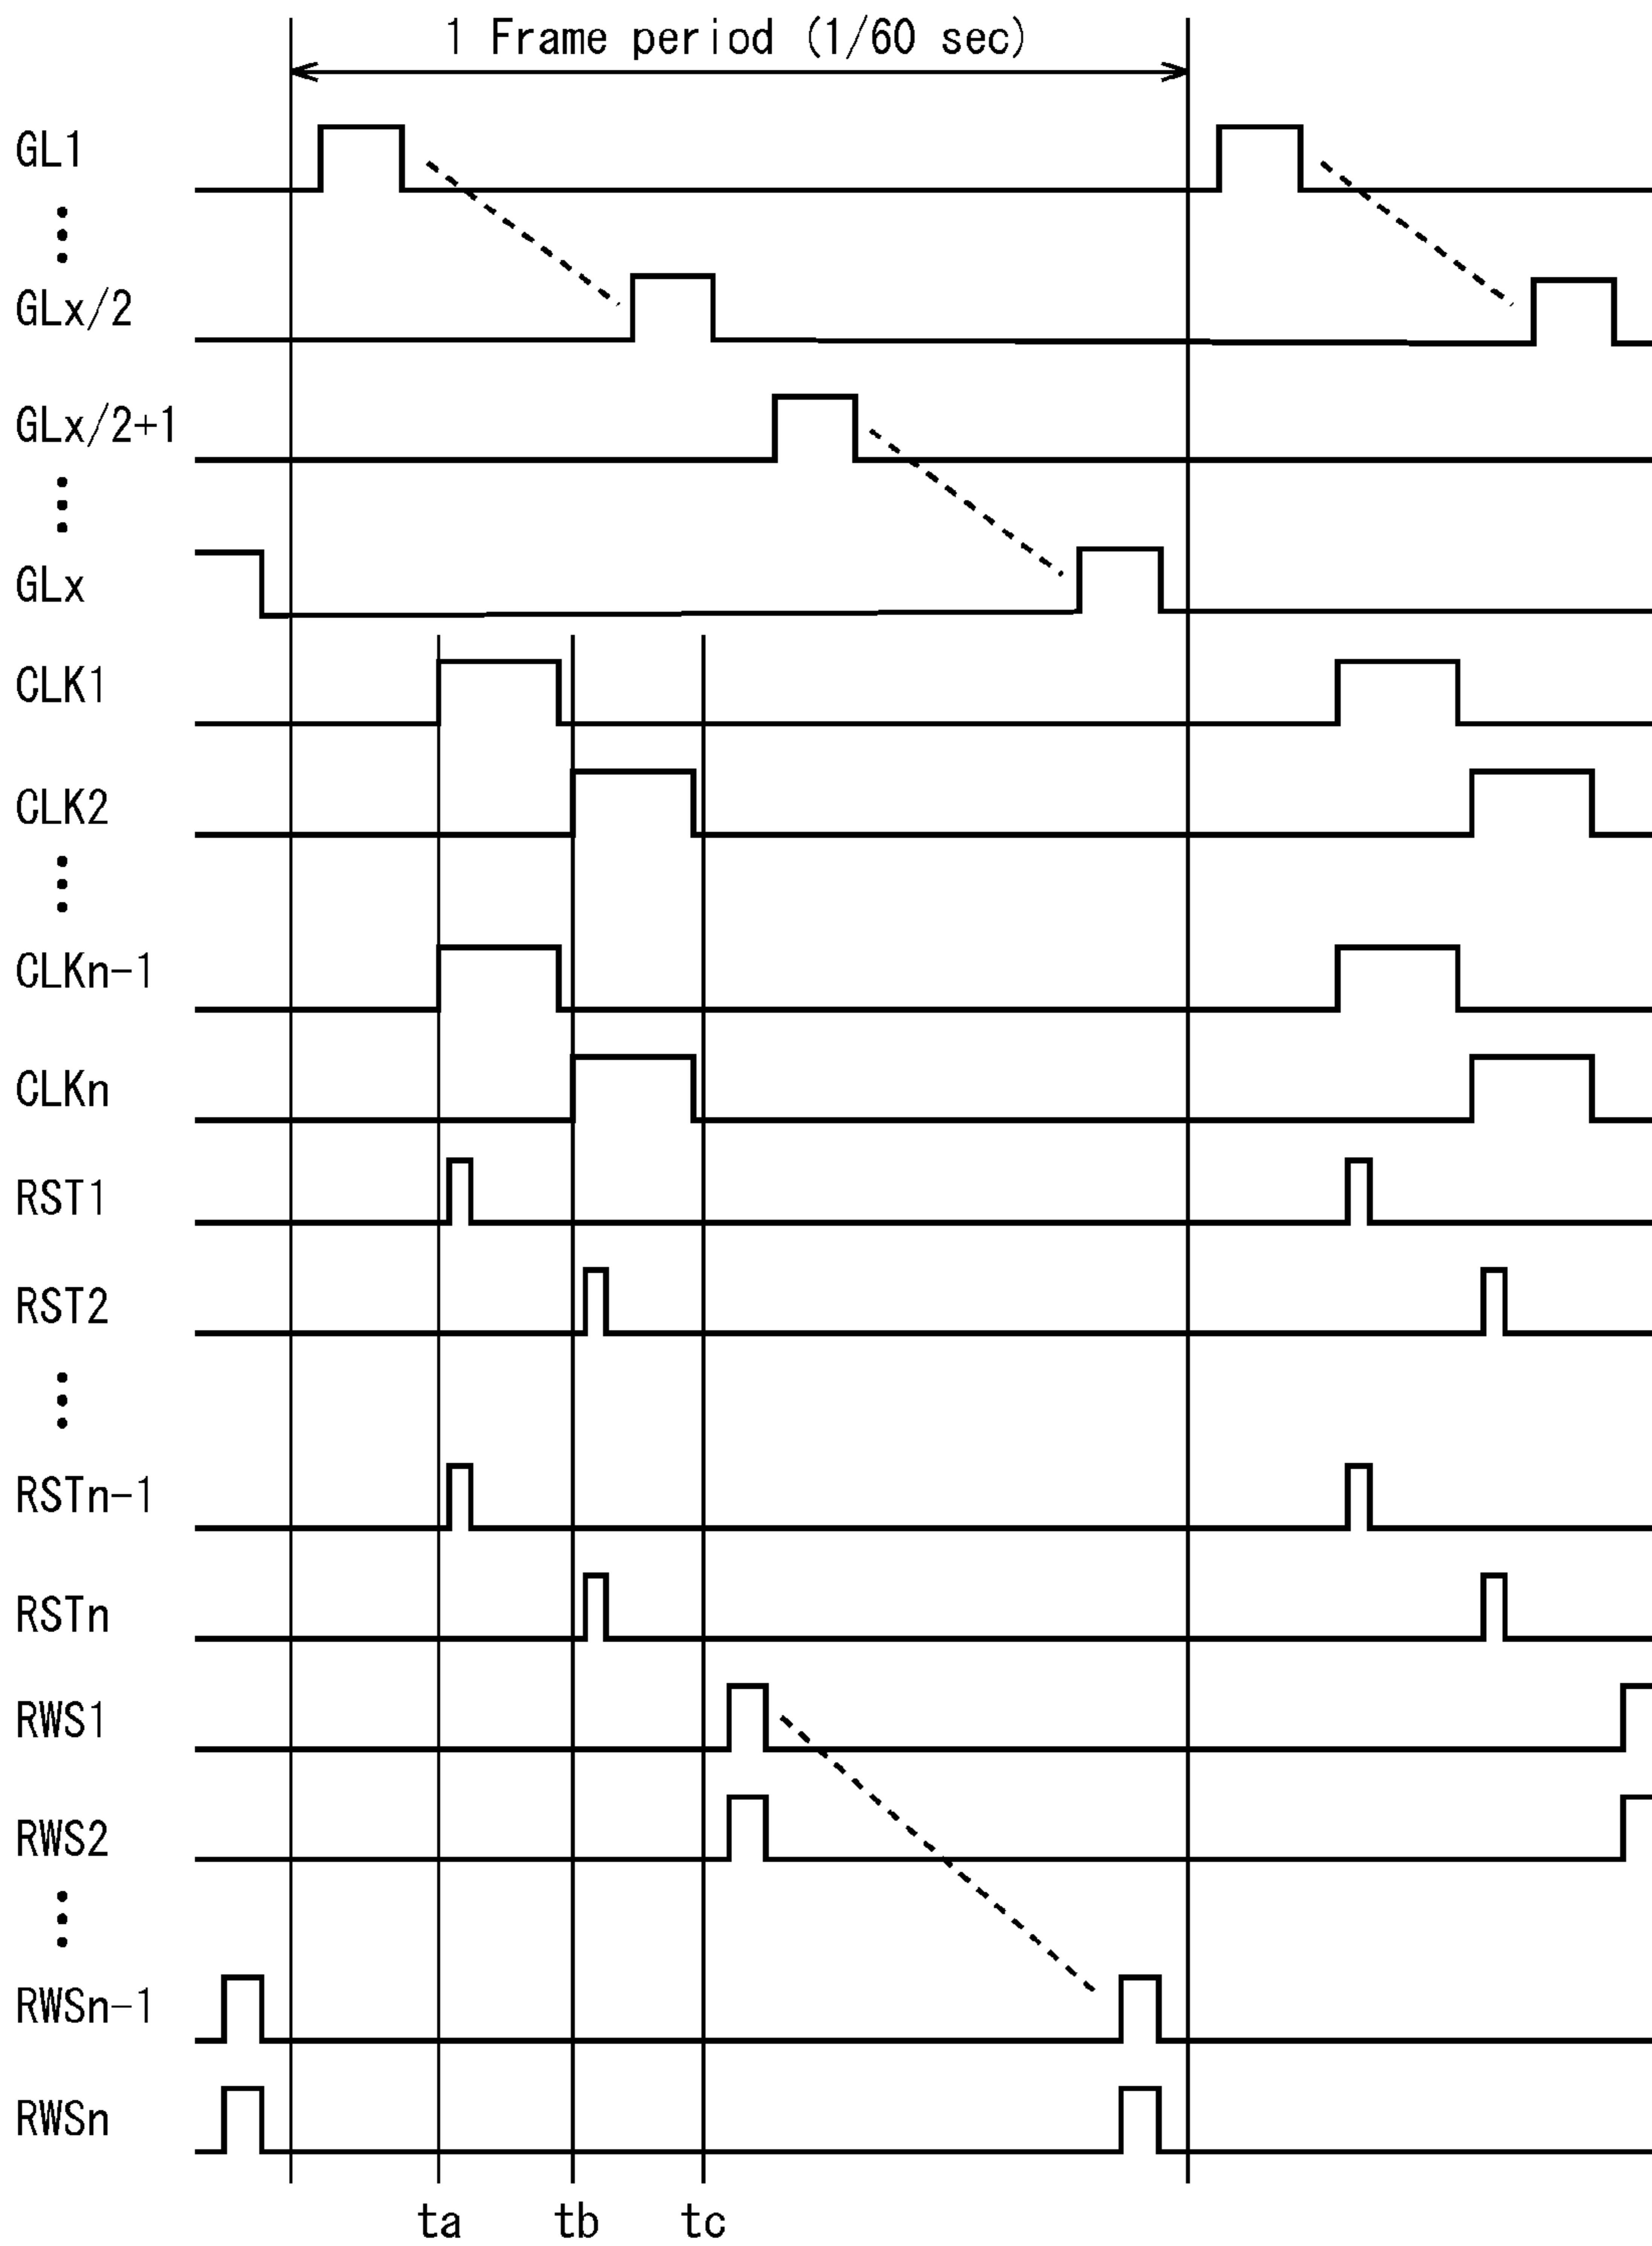 1 Frame period (1/60 sec)
GL1
GLx/2
GLx/2+1
GLx
CLK1
CLK2
CLKn-1
CLKn
RST1
RST2
RSTn-1
RSTn
RWS1
RWS2
RWSn-1
RWSn
ta tb tc